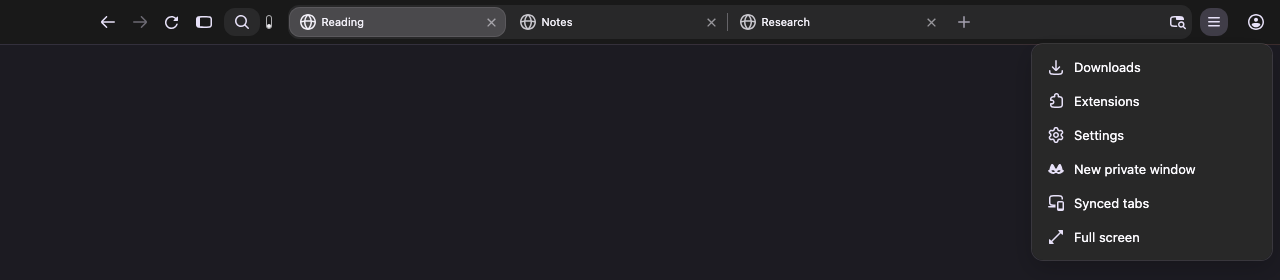 Reading
Notes
Research
Downloads
Extensions
Settings
New private window
Synced tabs
Full screen